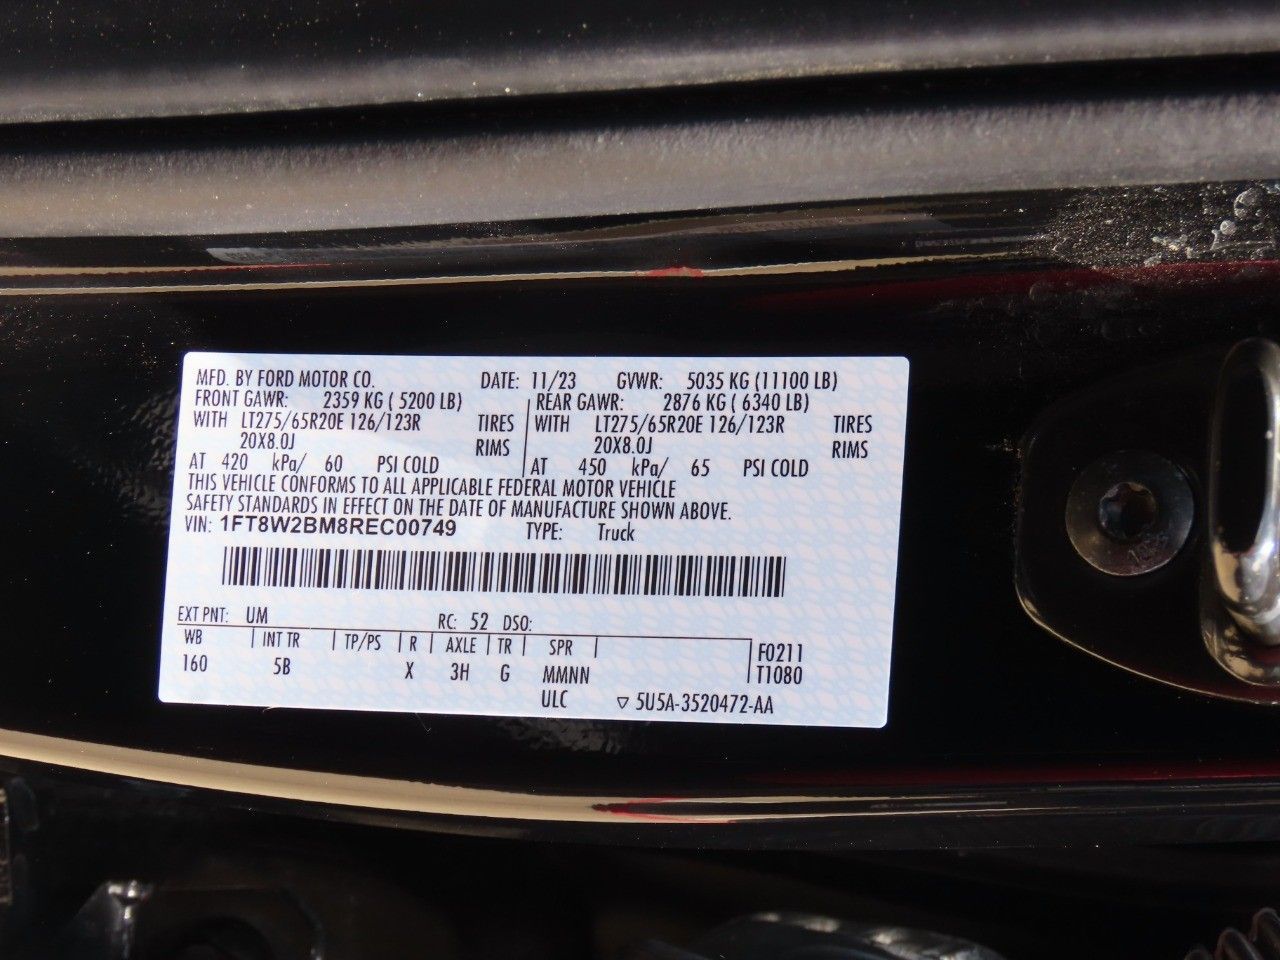 MFD. BY FORD MOTOR CO. DATE: 11/23 GVWR: 5035 KG (11100 LB)
FRONT GAWR: 2359 KG ( 5200 LB) REAR GAWR: 2876 KG ( 6340 LB)
WITH LT275/65R20E 126/123R TIRES WITH LT275/65R20E 126/123R TIRES
20X8.0J RIMS 20X8.0J RIMS
AT 420 kPa/ 60 PSI COLD AT 450 kPa/ 65 PSI COLD
THIS VEHICLE CONFORMS TO ALL APPLICABLE FEDERAL MOTOR VEHICLE
SAFETY STANDARDS IN EFFECT ON THE DATE OF MANUFACTURE SHOWN ABOVE.
VIN: 1FT8W2BM8REC00749 TYPE: Truck
EXT PNT: UM RC: 52 DSO:
WB INT TR TP/PS R AXLE TR SPR F0211
160 5B X 3H G MMNN T1080
ULC ▽ 5U5A-3520472-AA